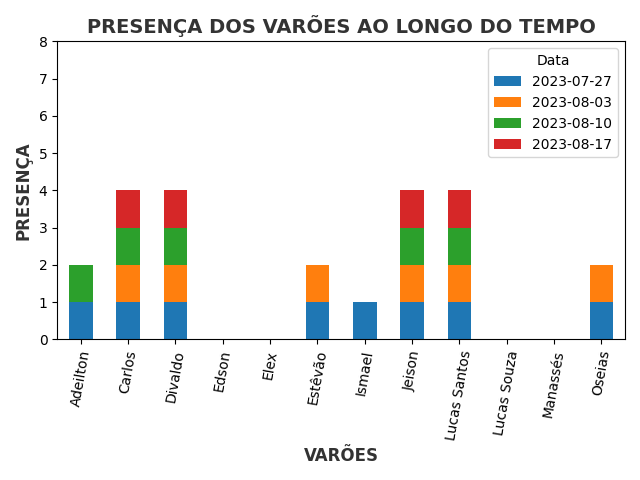 PRESENÇA DOS VARÕES AO LONGO DO TEMPO
8
7
6
5
4
3
2
1
0
PRESENÇA
Data
2023-07-27
2023-08-03
2023-08-10
2023-08-17
Adeilton
Carlos
Divaldo
Edson
Elex
Estêvão
Ismael
Jeison
Lucas Santos
Lucas Souza
Manassés
Oseias
VARÕES